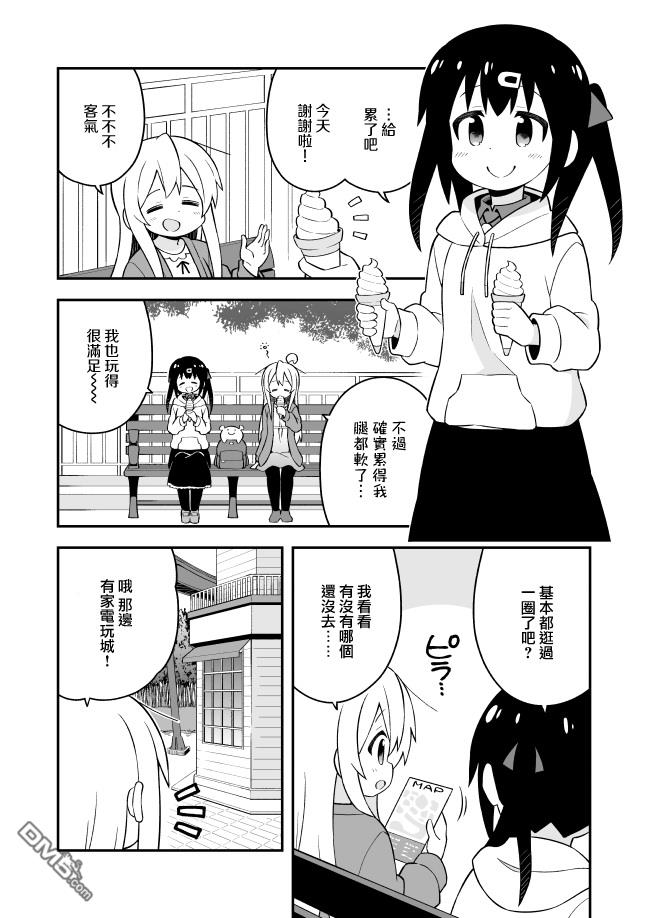 …給
累了吧
今天
謝謝啦！
不不不
客氣
我也玩得
很滿足～～
不過
確實累得我
腿都軟了…
基本都逛過
一圈了吧？
我看看
有沒有哪個
還沒去……
ピラ…
MAP
哦 那邊
有家電玩城！
DM5.com